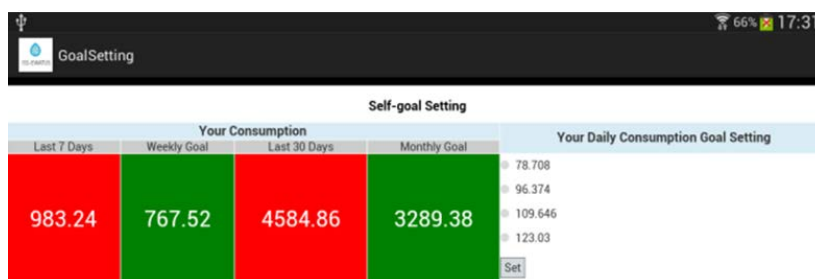 66% 17:31
GoalSetting
Self-goal Setting
Your Consumption
Your Daily Consumption Goal Setting
Last 7 Days Weekly Goal Last 30 Days Monthly Goal
983.24 767.52 4584.86 3289.38
78.708
96.374
109.646
123.03
Set